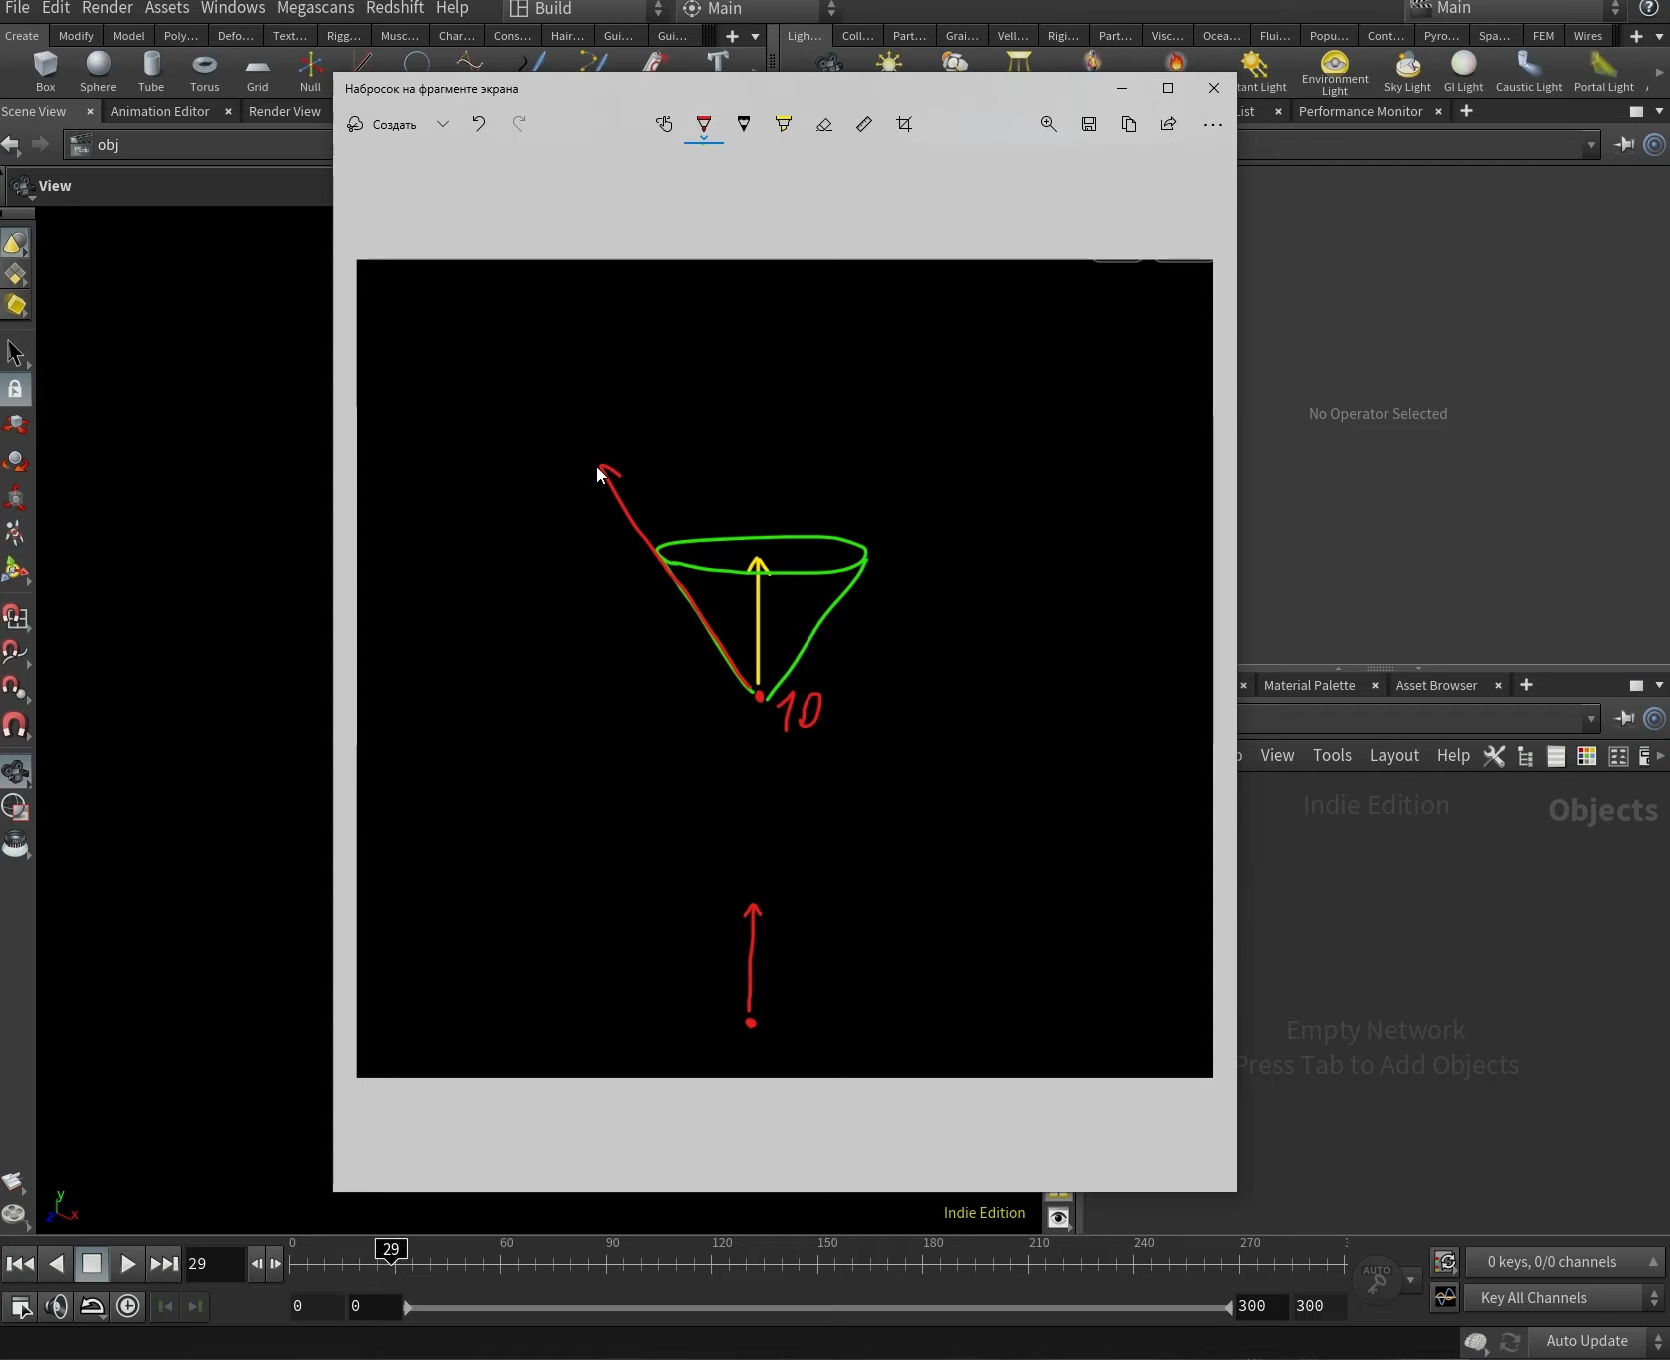 File Edit Render Assets Windows Megascans Redshift Help
Build
Main
Main
Create Modify Model Poly... Defo... Text... Rigg... Musc... Char... Cons... Hair... Gui... Gui...
Ligh... Coll... Part... Grai... Vell... Rigi... Part... Visc... Ocea... Flui... Popu... Cont... Pyro... Spa... FEM Wires
Box Sphere Tube Torus Grid Null
tant Light Environment Light Sky Light GI Light Caustic Light Portal Light
Scene View Animation Editor Render View
Набросок на фрагменте экрана
ist Performance Monitor
Создать
obj
View
No Operator Selected
10
Material Palette Asset Browser
View Tools Layout Help
Indie Edition
Objects
Empty Network
Press Tab to Add Objects
y
z x
Indie Edition
0 29 60 90 120 150 180 210 240 270
29
AUTO
0 keys, 0/0 channels
0 0 300 300
Key All Channels
Auto Update